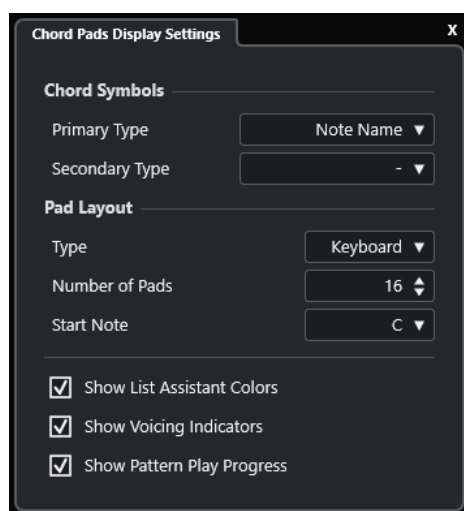 Chord Pads Display Settings X
Chord Symbols
Primary Type Note Name
Secondary Type -
Pad Layout
Type Keyboard
Number of Pads 16
Start Note C
Show List Assistant Colors
Show Voicing Indicators
Show Pattern Play Progress